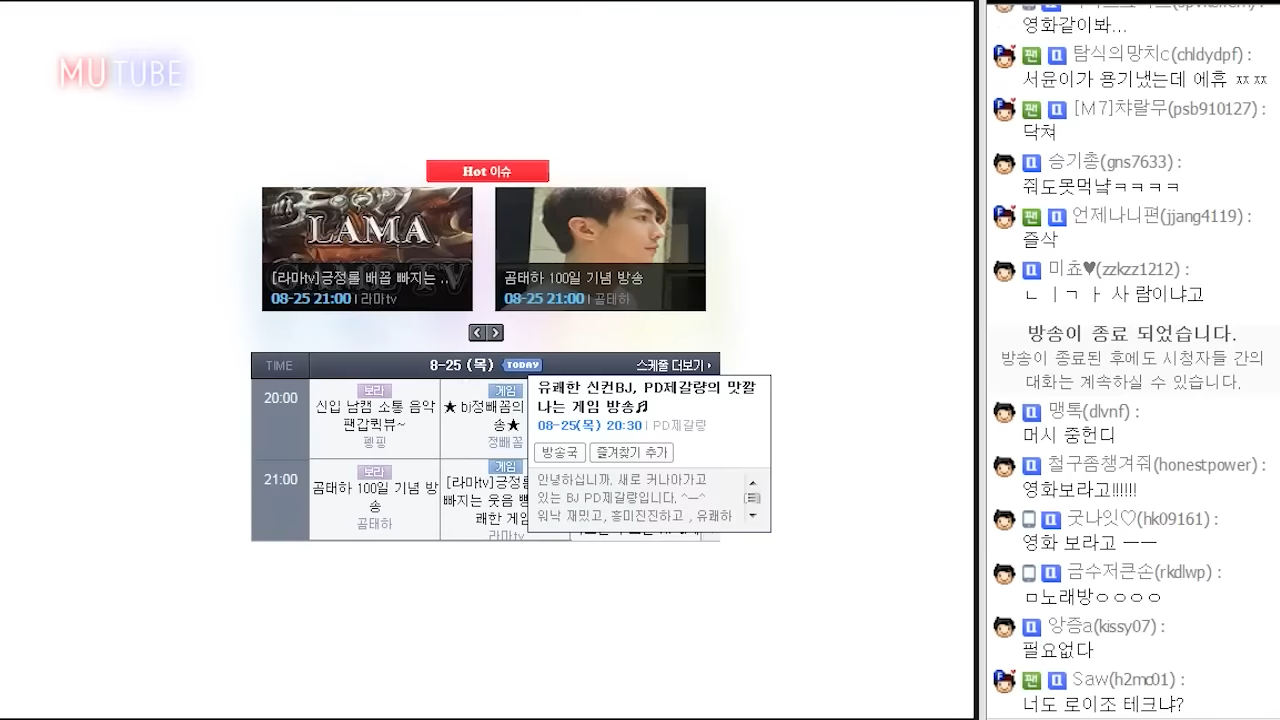 MUTUBE
Hot 이슈
LAMA
[라마tv]긍정률 배꼽 빠지는 ..
08-25 21:00 | 라마tv
곰태하 100일 기념 방송
08-25 21:00 | 곰태하
TIME
8-25 (목) TODAY
스케줄 더보기
20:00
보라
신입 남캠 소통 음악
팬갑퀵뷰~
펭핑
게임
★ bj정배꼼의
송★
정배꼼
21:00
보라
곰태하 100일 기념 방
송
곰태하
게임
[라마tv]긍정률
빠지는 웃음 빵
쾌한 게임
라마tv
유쾌한 신컨BJ, PD제갈량의 맛깔
나는 게임 방송♬
08-25(목) 20:30 | PD제갈량
방송국
즐겨찾기 추가
안녕하십니까. 새로 커나아가고
있는 BJ PD제갈량입니다. ^ㅡ^
워낙 재밌고, 흥미진진하고 , 유쾌하
영화같이봐...
탐식의망치c(chldydpf) :
서윤이가 용기냈는데 에휴 ㅉㅉ
[M7]챠랄무(psb910127) :
닥쳐
승기총(gns7633) :
줘도못먹냨ㅋㅋㅋㅋ
언제나니편(jjang4119) :
즐삭
미쵸♥(zzkzz1212) :
ㄴ ㅣㄱ ㅏ 사 람이냐고
방송이 종료 되었습니다.
방송이 종료된 후에도 시청자들 간의
대화는 계속하실 수 있습니다.
맹톡(dlvnf) :
머시 중헌디
철구좀챙겨줘(honestpower) :
영화보라고!!!!!!
굿나잇♡(hk09161) :
영화 보라고 ㅡㅡ
금수저큰손(rkdlwp) :
ㅁ노래방ㅇㅇㅇㅇ
앙증a(kissy07) :
필요없다
Saw(h2mc01) :
너도 로이조 테크냐?